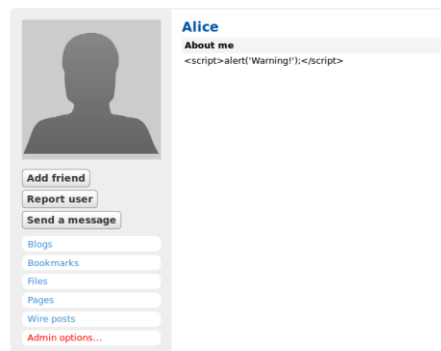 Alice
About me
<script>alert('Warning!');</script>
Add friend
Report user
Send a message
Blogs
Bookmarks
Files
Pages
Wire posts
Admin options...